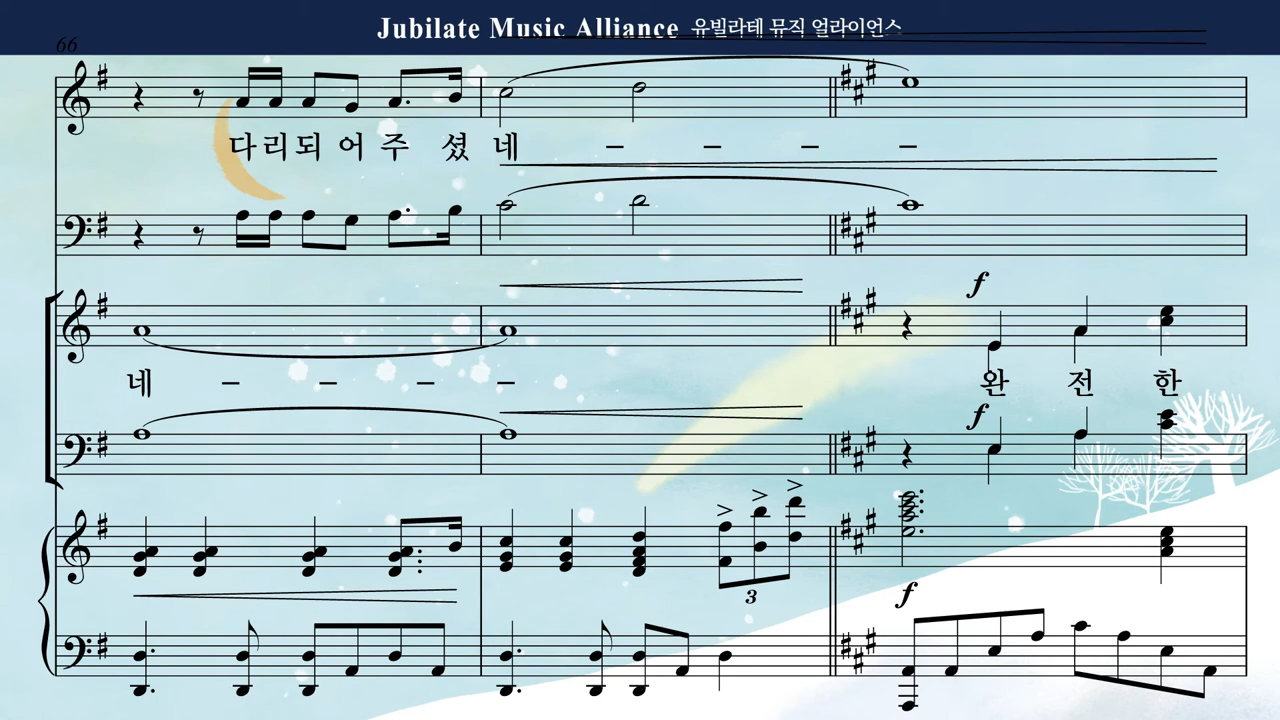 Jubilate Music Alliance 유빌라테 뮤직 얼라이언스
66
다 리 되 어 주 셨 네 – – – –
f
네 – – – – 완 전 한
f
3
f